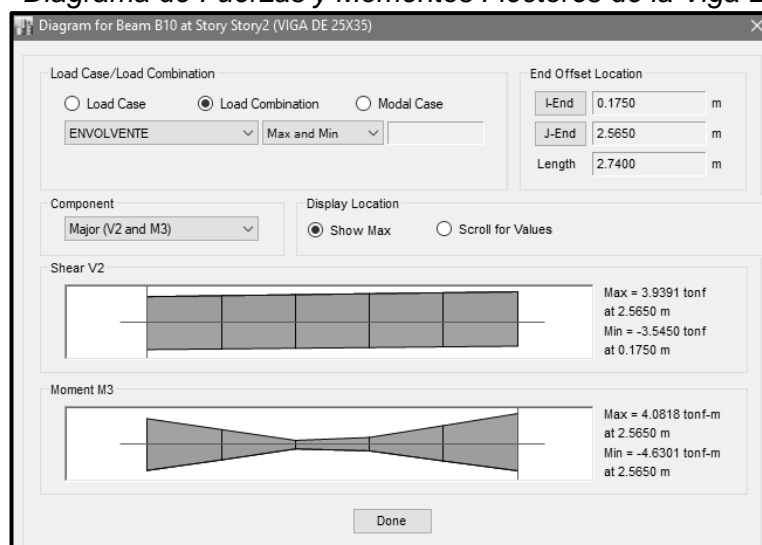 Diagrama de Fuerzas y Momentos Flectores de la Viga
Diagram for Beam B10 at Story Story2 (VIGA DE 25X35)
Load Case/Load Combination
Load Case
Load Combination
Modal Case
ENVOLVENTE
Max and Min
End Offset Location
I-End
0.1750
m
J-End
2.5650
m
Length
2.7400
m
Component
Major (V2 and M3)
Display Location
Show Max
Scroll for Values
Shear V2
Max = 3.9391 tonf
at 2.5650 m
Min = -3.5450 tonf
at 0.1750 m
Moment M3
Max = 4.0818 tonf-m
at 2.5650 m
Min = -4.6301 tonf-m
at 2.5650 m
Done